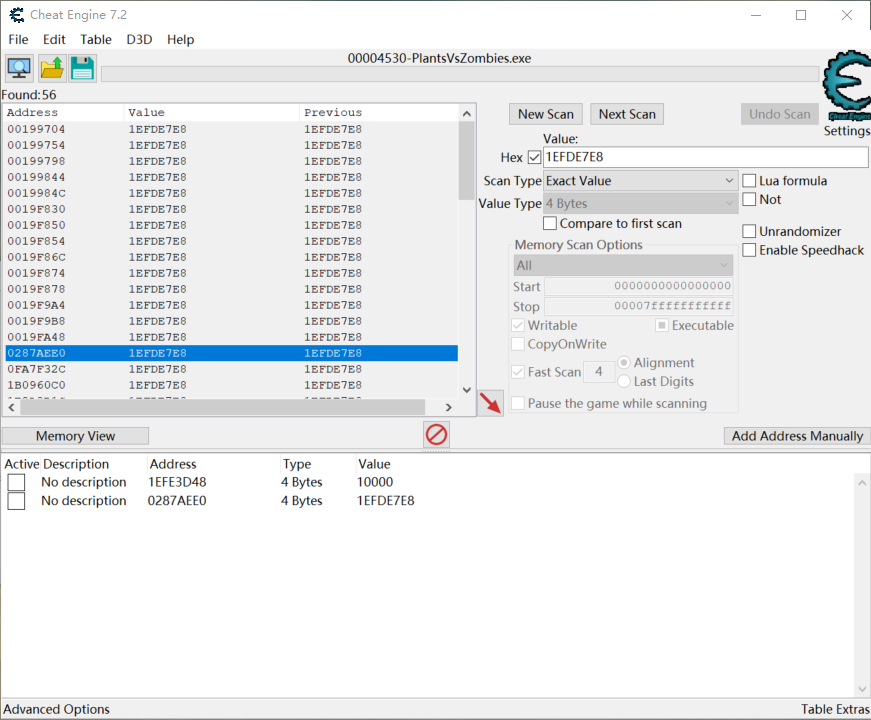 Cheat Engine 7.2
File Edit Table D3D Help
00004530-PlantsVsZombies.exe
Found:56
Address Value Previous
00199704 1EFDE7E8 1EFDE7E8
00199754 1EFDE7E8 1EFDE7E8
00199798 1EFDE7E8 1EFDE7E8
00199844 1EFDE7E8 1EFDE7E8
0019984C 1EFDE7E8 1EFDE7E8
0019F830 1EFDE7E8 1EFDE7E8
0019F850 1EFDE7E8 1EFDE7E8
0019F854 1EFDE7E8 1EFDE7E8
0019F86C 1EFDE7E8 1EFDE7E8
0019F874 1EFDE7E8 1EFDE7E8
0019F878 1EFDE7E8 1EFDE7E8
0019F9A4 1EFDE7E8 1EFDE7E8
0019F9B8 1EFDE7E8 1EFDE7E8
0019FA48 1EFDE7E8 1EFDE7E8
0287AEE0 1EFDE7E8 1EFDE7E8
0FA7F32C 1EFDE7E8 1EFDE7E8
1B0960C0 1EFDE7E8 1EFDE7E8
New Scan Next Scan Undo Scan
Cheat Engine
Settings
Value:
Hex 1EFDE7E8
Scan Type Exact Value
Lua formula
Value Type 4 Bytes
Not
Compare to first scan
Unrandomizer
Enable Speedhack
Memory Scan Options
All
Start 0000000000000000
Stop 00007fffffffffff
Writable Executable
CopyOnWrite
Fast Scan 4 Alignment
Last Digits
Pause the game while scanning
Memory View
Add Address Manually
Active Description Address Type Value
No description 1EFE3D48 4 Bytes 10000
No description 0287AEE0 4 Bytes 1EFDE7E8
Advanced Options
Table Extras